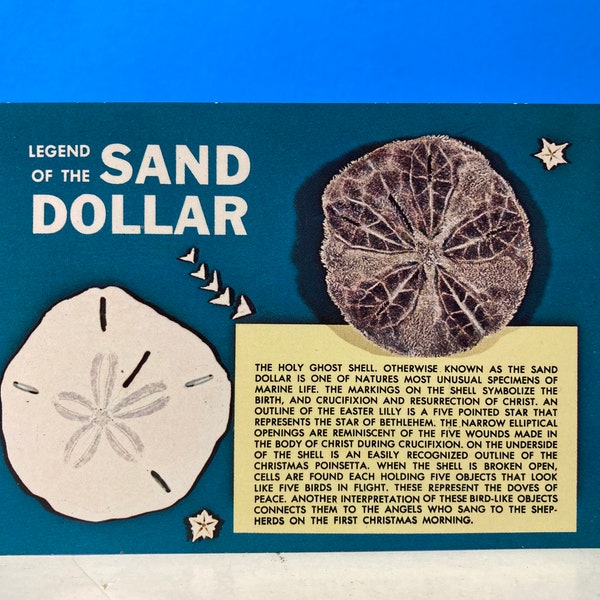 LEGEND
OF THE SAND
DOLLAR
THE HOLY GHOST SHELL. OTHERWISE KNOWN AS THE SAND
DOLLAR IS ONE OF NATURES MOST UNUSUAL SPECIMENS OF
MARINE LIFE. THE MARKINGS ON THE SHELL SYMBOLIZE THE
BIRTH, AND CRUCIFIXION AND RESURRECTION OF CHRIST. AN
OUTLINE OF THE EASTER LILLY IS A FIVE POINTED STAR THAT
REPRESENTS THE STAR OF BETHLEHEM. THE NARROW ELLIPTICAL
OPENINGS ARE REMINISCENT OF THE FIVE WOUNDS MADE IN
THE BODY OF CHRIST DURING CRUCIFIXION. ON THE UNDERSIDE
OF THE SHELL IS AN EASILY RECOGNIZED OUTLINE OF THE
CHRISTMAS POINSETTA. WHEN THE SHELL IS BROKEN OPEN,
CELLS ARE FOUND EACH HOLDING FIVE OBJECTS THAT LOOK
LIKE FIVE BIRDS IN FLIGHT. THESE REPRESENT THE DOVES OF
PEACE. ANOTHER INTERPRETATION OF THESE BIRD-LIKE OBJECTS
CONNECTS THEM TO THE ANGELS WHO SANG TO THE SHEP-
HERDS ON THE FIRST CHRISTMAS MORNING.